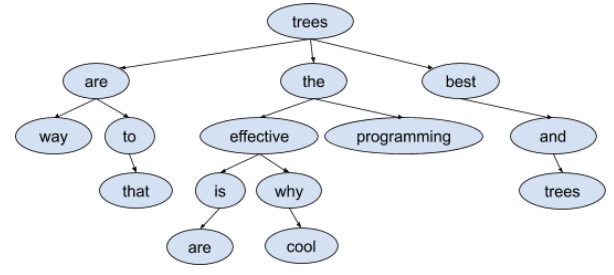 trees
are the best
way to effective programming and
that is why trees
are cool